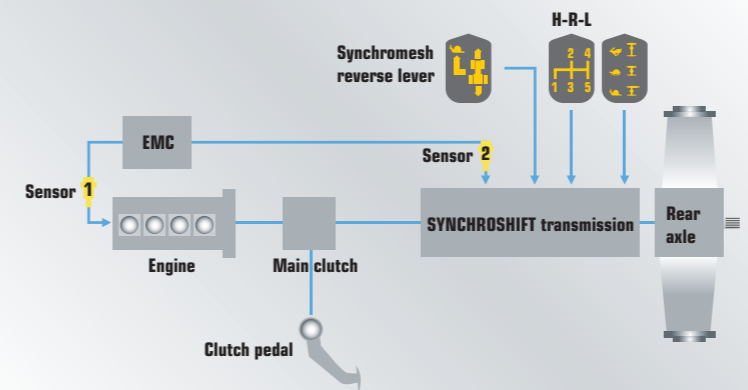 H-R-L
Synchromesh
reverse lever
2 4
1 3 5
EMC
Sensor 2
Sensor 1
SYNCHROSHIFT transmission
Rear
axle
Engine
Main clutch
Clutch pedal